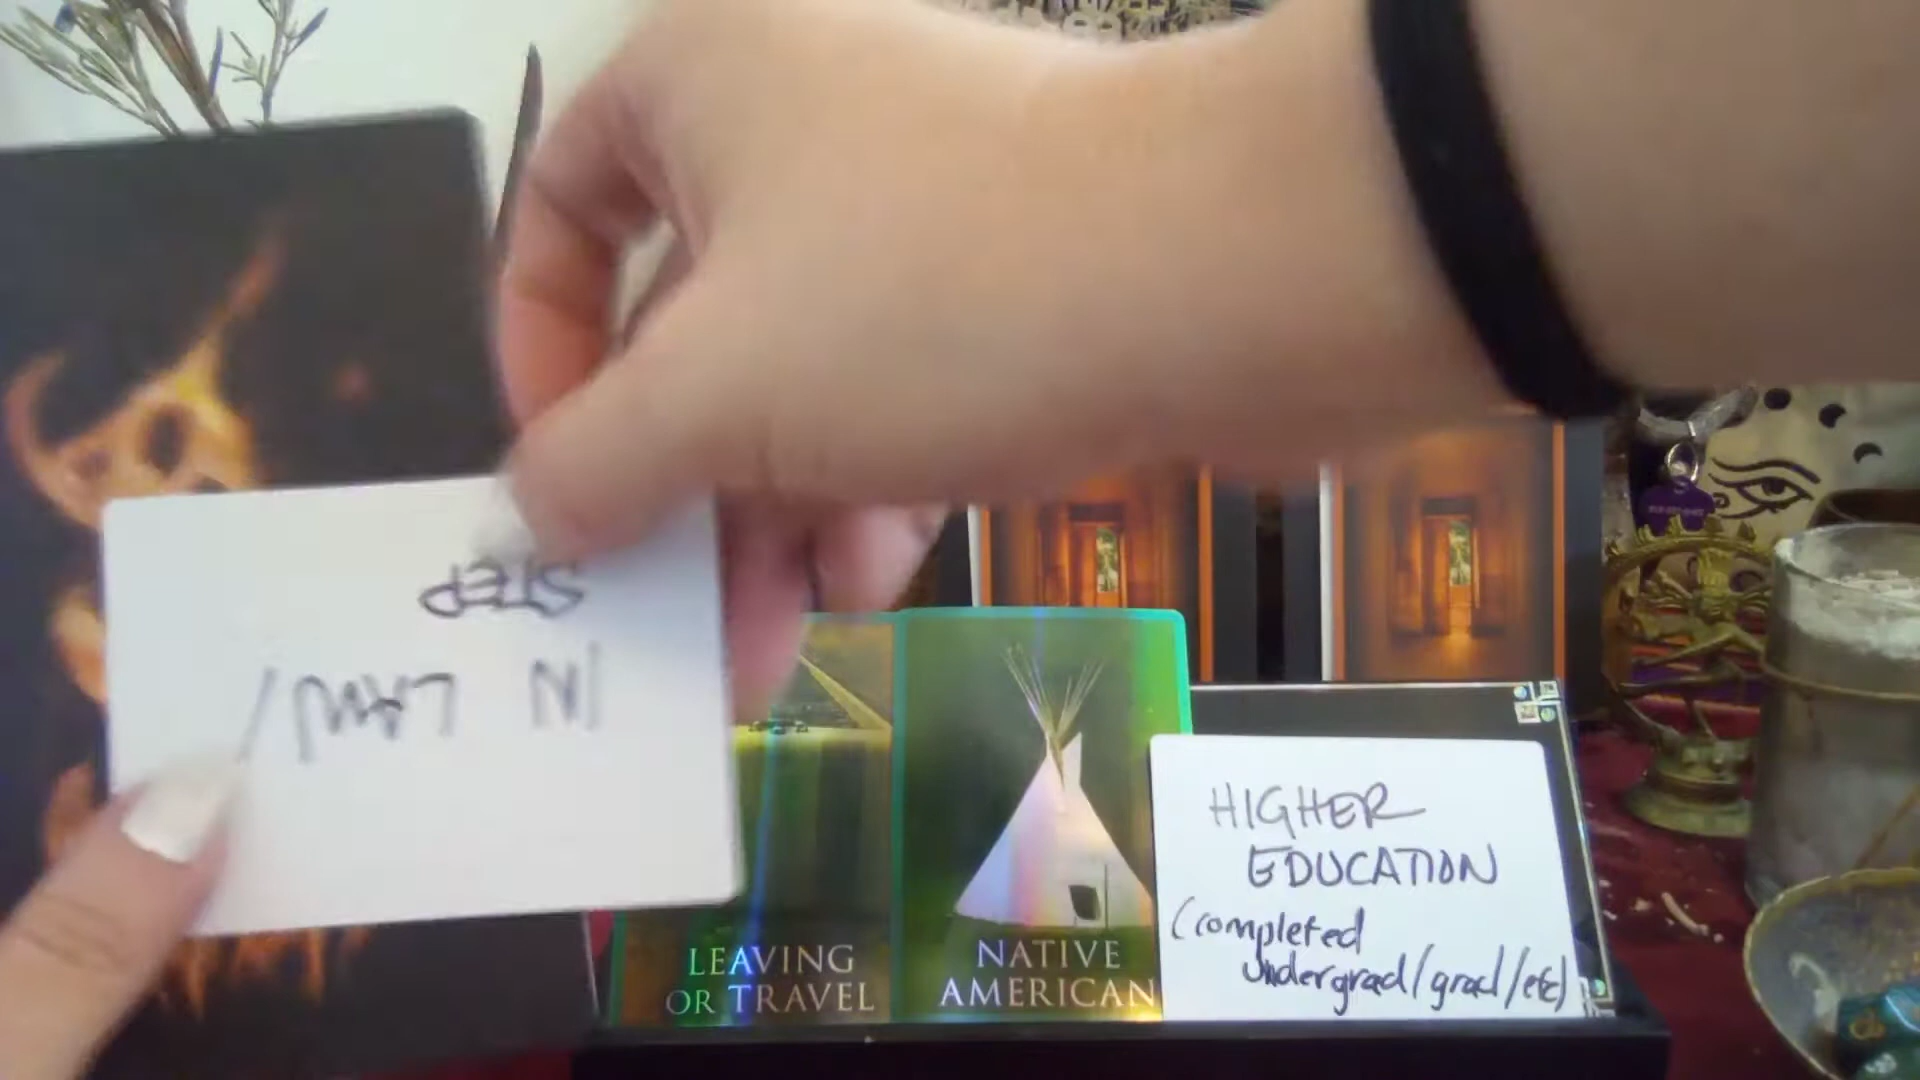 STEP
IN LAW/
LEAVING
OR TRAVEL
NATIVE
AMERICAN
HIGHER
EDUCATION
(completed
undergrad/grad/etc)